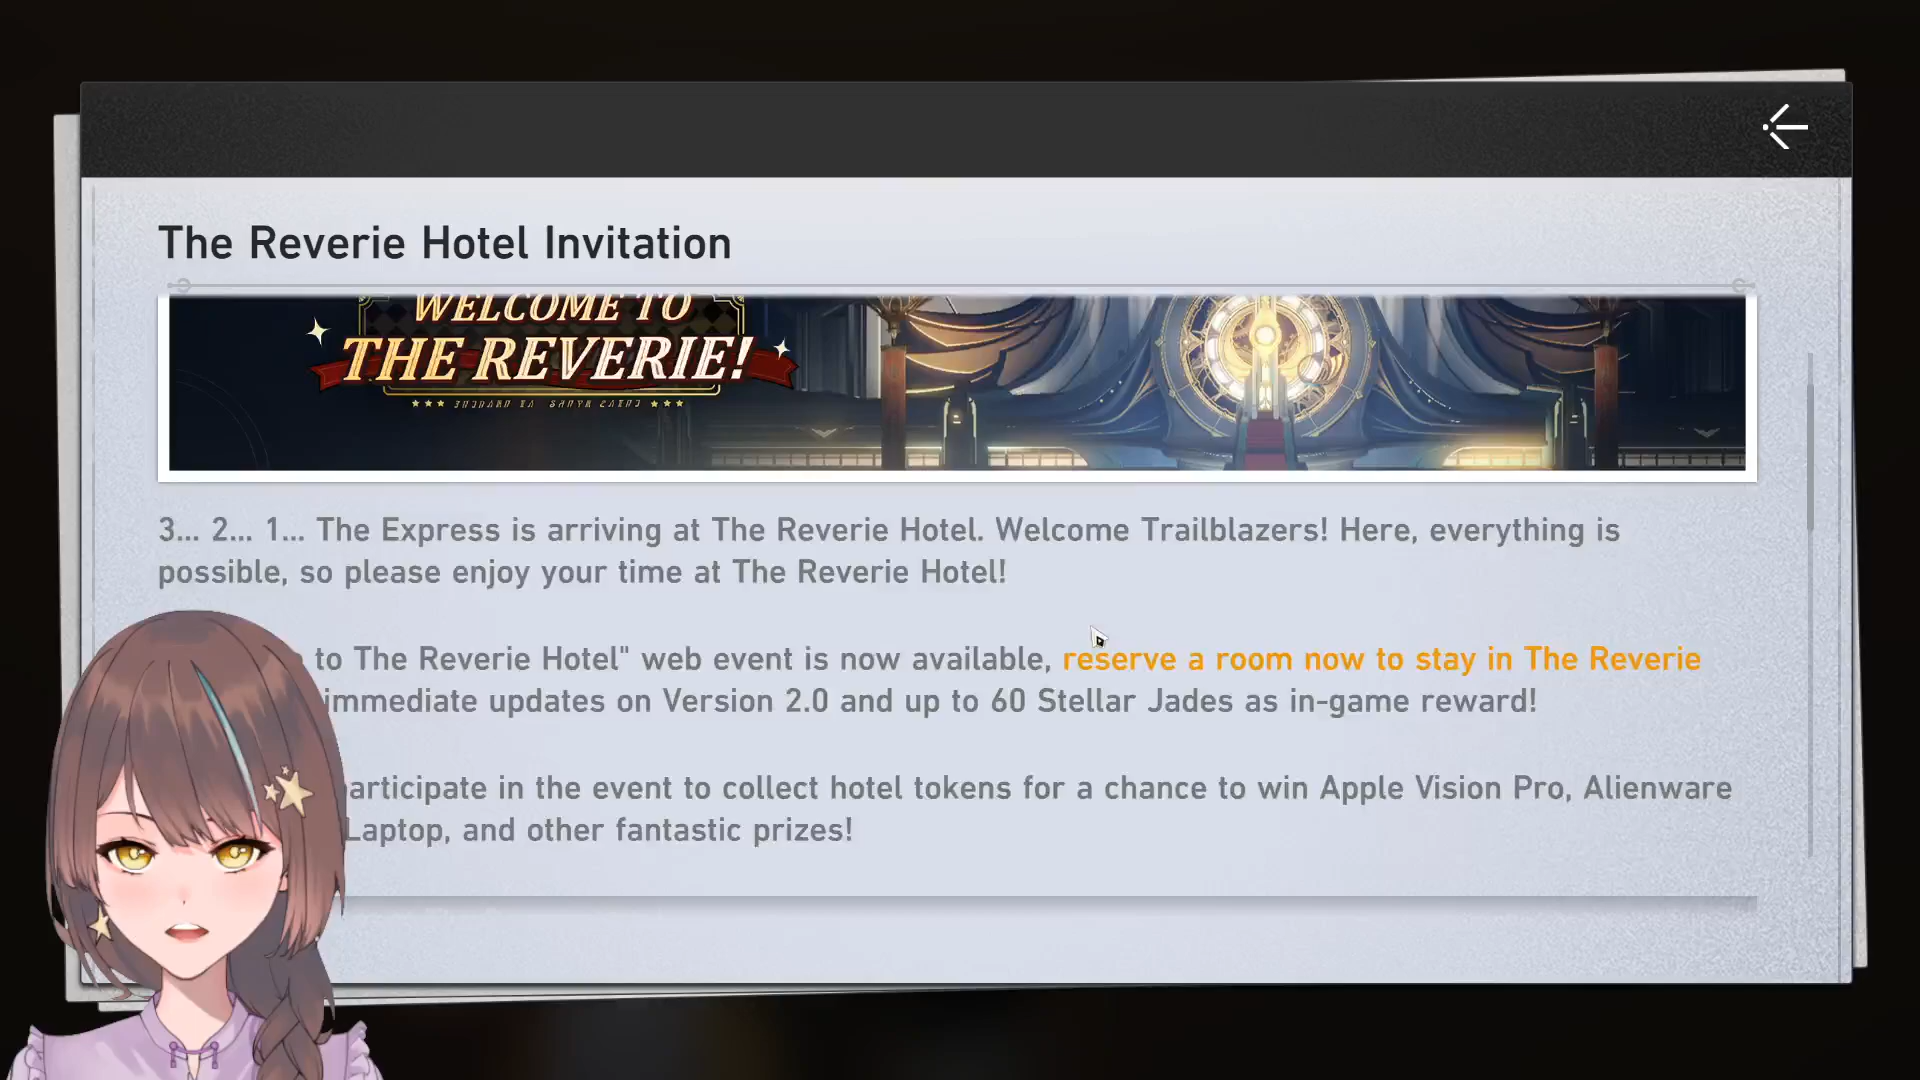 The Reverie Hotel Invitation
WELCOME TO
THE REVERIE!
3... 2... 1... The Express is arriving at The Reverie Hotel. Welcome Trailblazers! Here, everything is
possible, so please enjoy your time at The Reverie Hotel!
to The Reverie Hotel" web event is now available, reserve a room now to stay in The Reverie
immediate updates on Version 2.0 and up to 60 Stellar Jades as in-game reward!
articipate in the event to collect hotel tokens for a chance to win Apple Vision Pro, Alienware
Laptop, and other fantastic prizes!